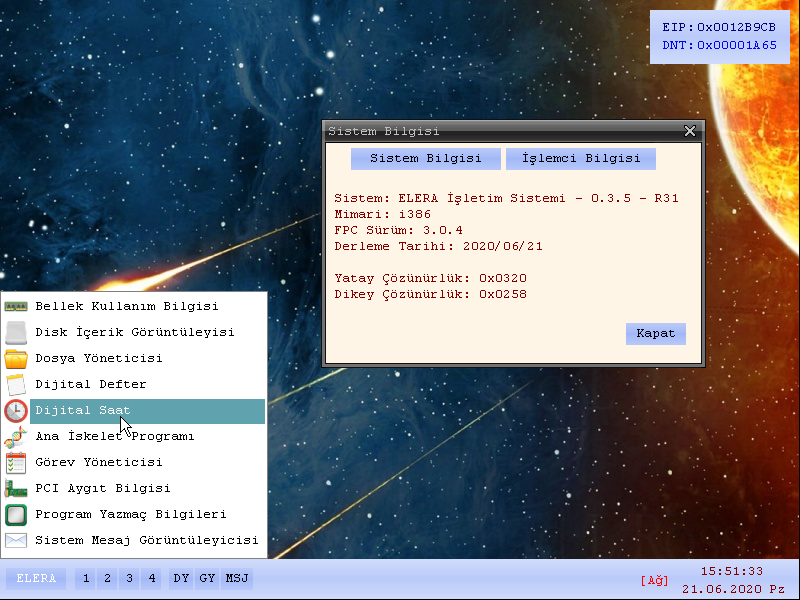 EIP:0x0012B9CB
DNT:0x00001A65
Sistem Bilgisi
Sistem Bilgisi İşlemci Bilgisi
Sistem: ELERA İşletim Sistemi - 0.3.5 - R31
Mimari: i386
FPC Sürüm: 3.0.4
Derleme Tarihi: 2020/06/21
Yatay Çözünürlük: 0x0320
Dikey Çözünürlük: 0x0258
Kapat
Bellek Kullanım Bilgisi
Disk İçerik Görüntüleyisi
Dosya Yöneticisi
Dijital Defter
Dijital Saat
Ana İskelet Programı
Görev Yöneticisi
PCI Aygıt Bilgisi
Program Yazmaç Bilgileri
Sistem Mesaj Görüntüleyicisi
ELERA 1 2 3 4 DY GY MSJ
[Ağ]
15:51:33
21.06.2020 Pz